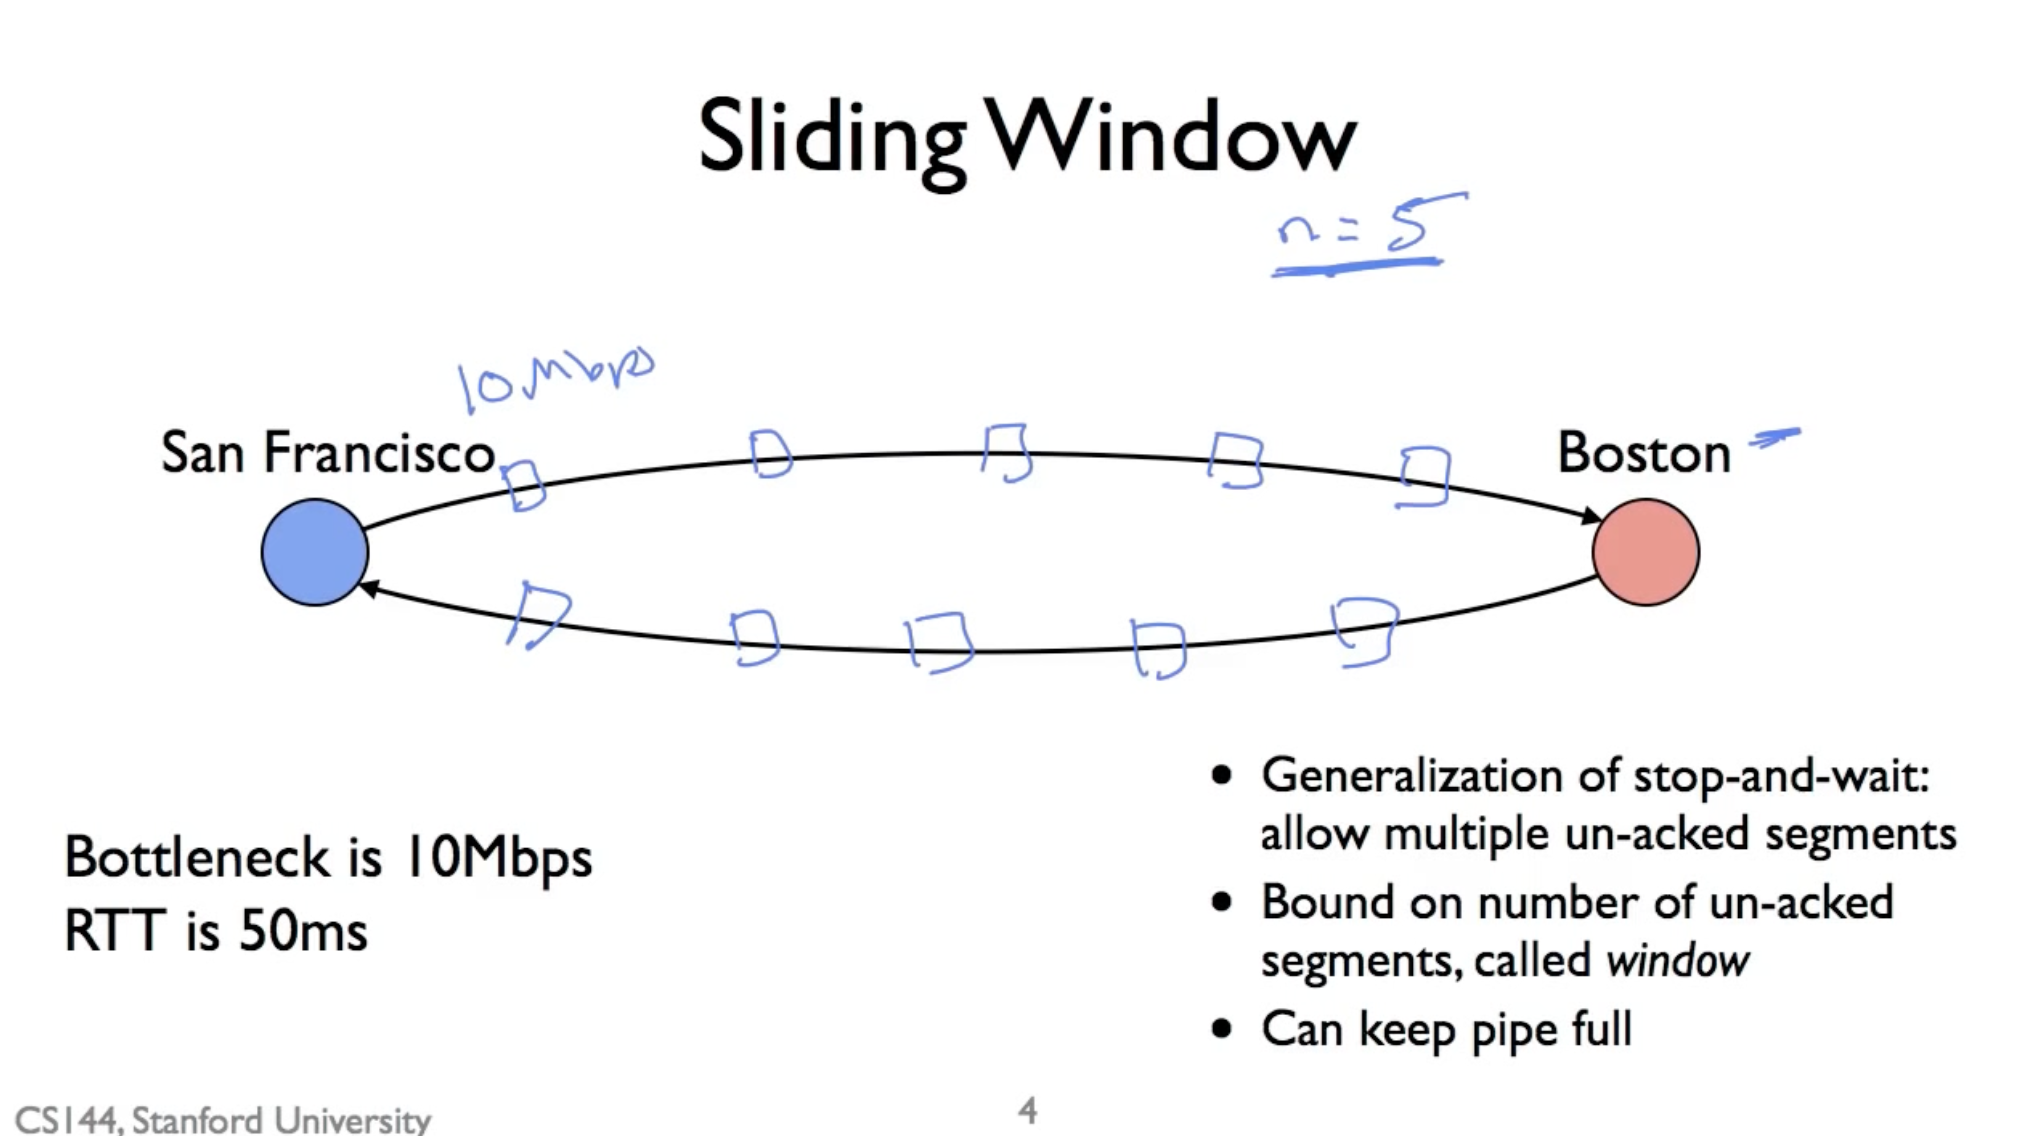 Sliding Window
n = 5
10 Mbps
San Francisco
Boston
Bottleneck is 10Mbps
RTT is 50ms
• Generalization of stop-and-wait:
allow multiple un-acked segments
• Bound on number of un-acked
segments, called window
• Can keep pipe full
CS144, Stanford University
4